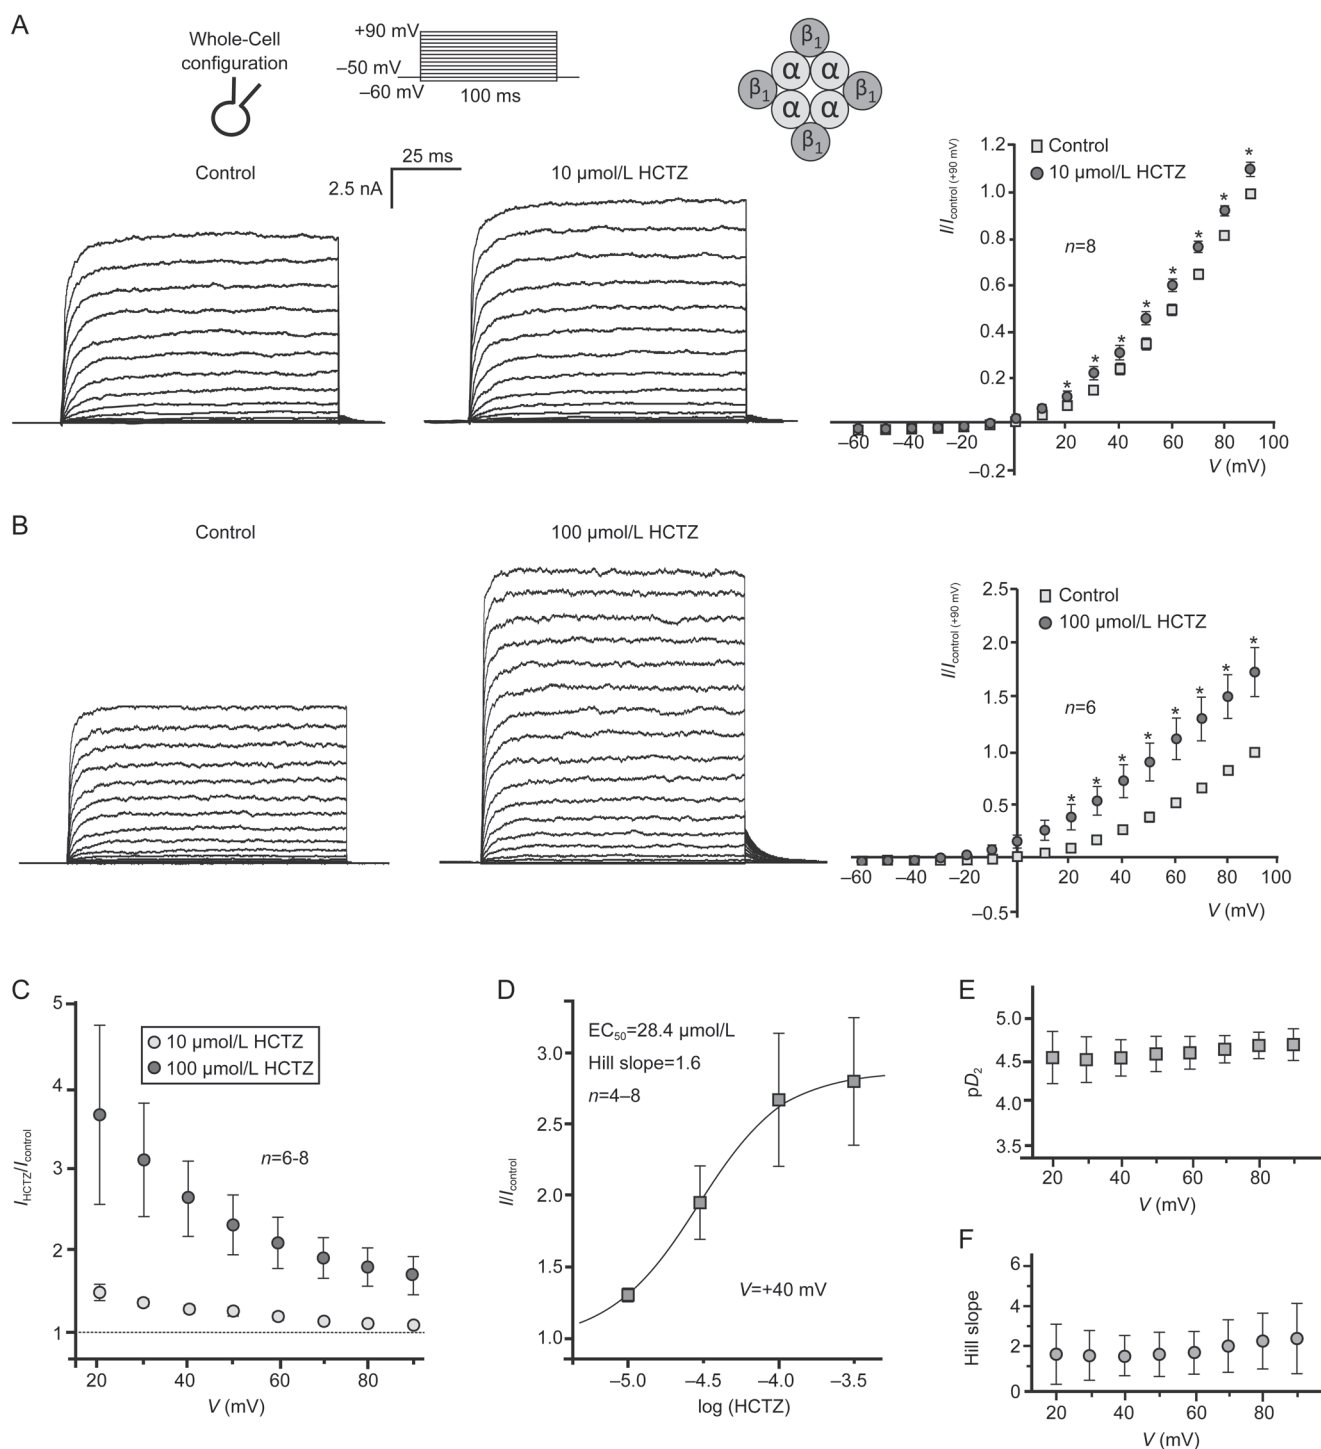 A
Whole-Cell
configuration
+90 mV
–50 mV
–60 mV
100 ms
β1
α α
β1 β1
α α
β1
Control
25 ms
2.5 nA
10 µmol/L HCTZ
I/Icontrol (+90 mV)
1.2
1.0
0.8
0.6
0.4
0.2
–0.2
Control
10 µmol/L HCTZ
n=8
* * * * * * * *
–60 –40 –20 20 40 60 80 100
V (mV)
B
Control
100 µmol/L HCTZ
I/Icontrol (+90 mV)
2.5
2.0
1.5
1.0
0.5
–0.5
Control
100 µmol/L HCTZ
n=6
* * * * * * * *
–60 –40 –20 20 40 60 80 100
V (mV)
C
5
4
3
2
1
IHCTZ/Icontrol
10 µmol/L HCTZ
100 µmol/L HCTZ
n=6-8
20 40 60 80
V (mV)
D
EC50=28.4 µmol/L
Hill slope=1.6
n=4–8
3.0
2.5
2.0
1.5
1.0
I/Icontrol
V=+40 mV
–5.0 –4.5 –4.0 –3.5
log (HCTZ)
E
5.0
4.5
4.0
3.5
pD2
20 40 60 80
V (mV)
F
6
4
2
0
Hill slope
20 40 60 80
V (mV)